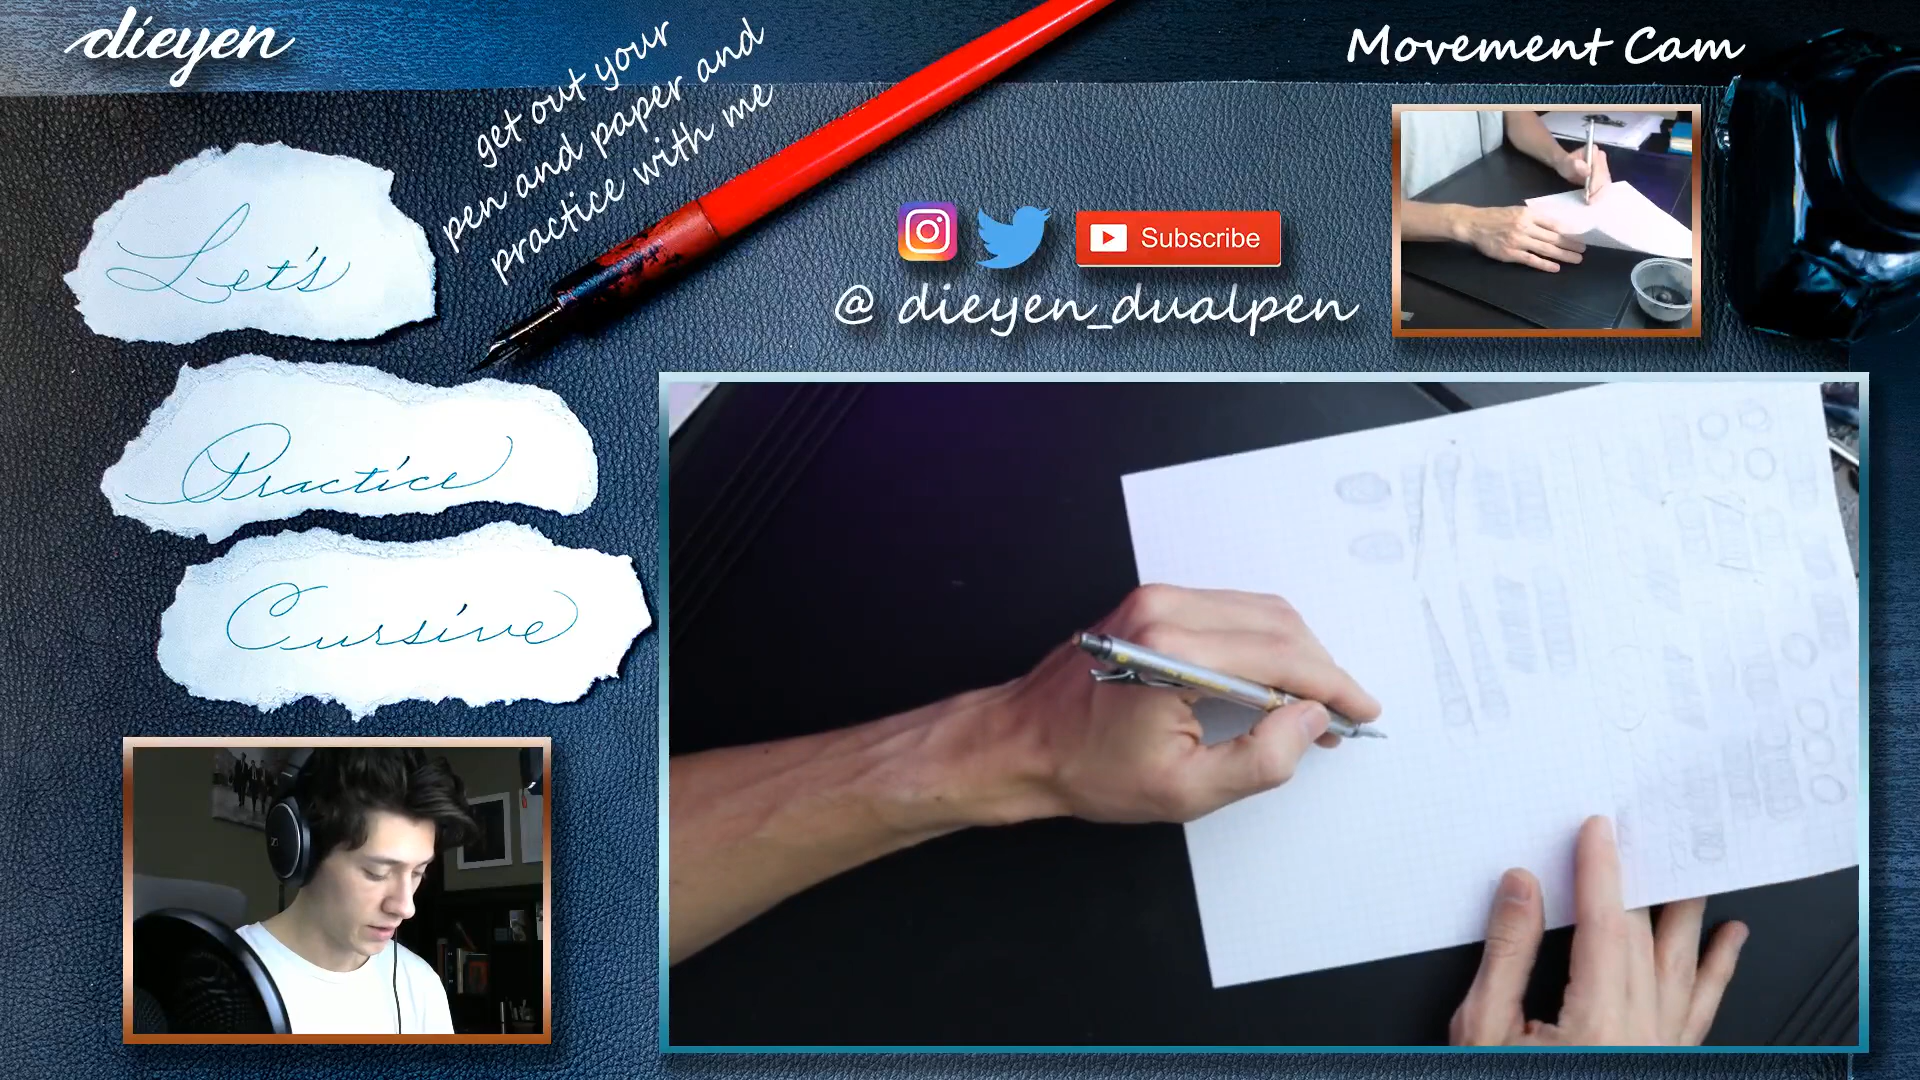 dieyen
get out your
pen and paper and
practice with me
Movement Cam
Subscribe
@ dieyen_dualpen
Let's
Practice
Cursive